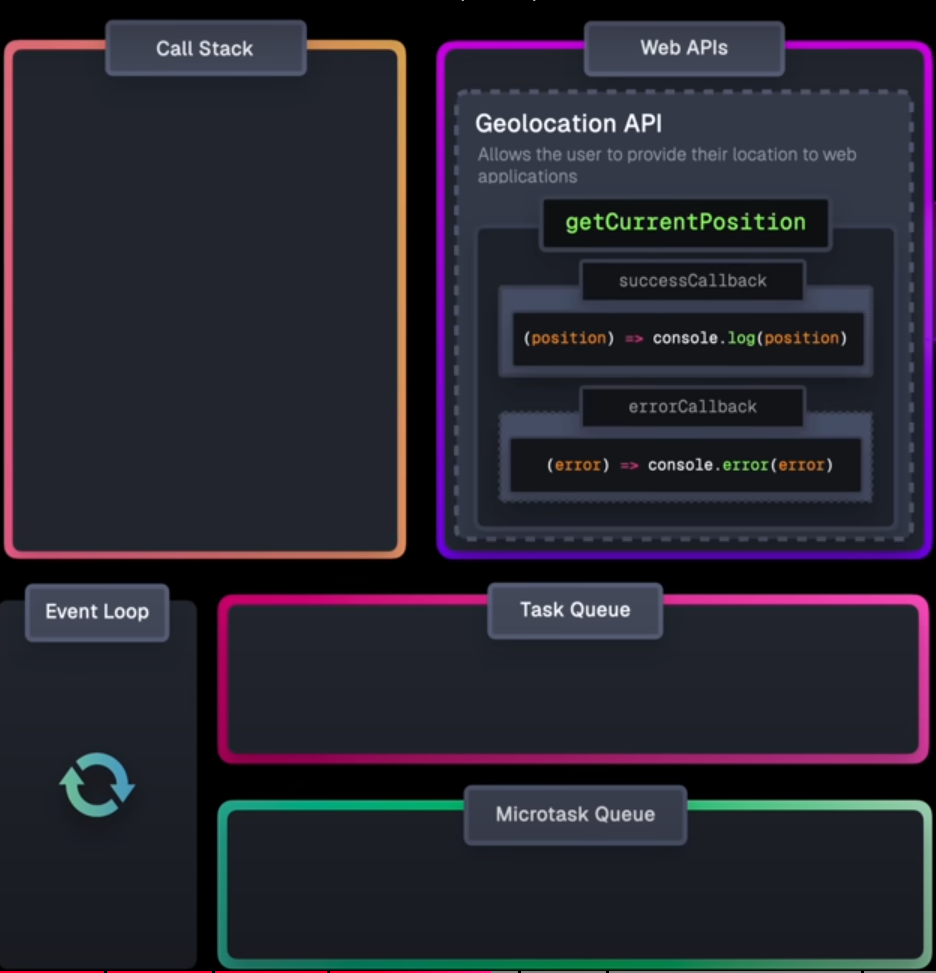 Call Stack
Web APIs
Geolocation API
Allows the user to provide their location to web
applications
getCurrentPosition
successCallback
(position) => console.log(position)
errorCallback
(error) => console.error(error)
Event Loop
Task Queue
Microtask Queue